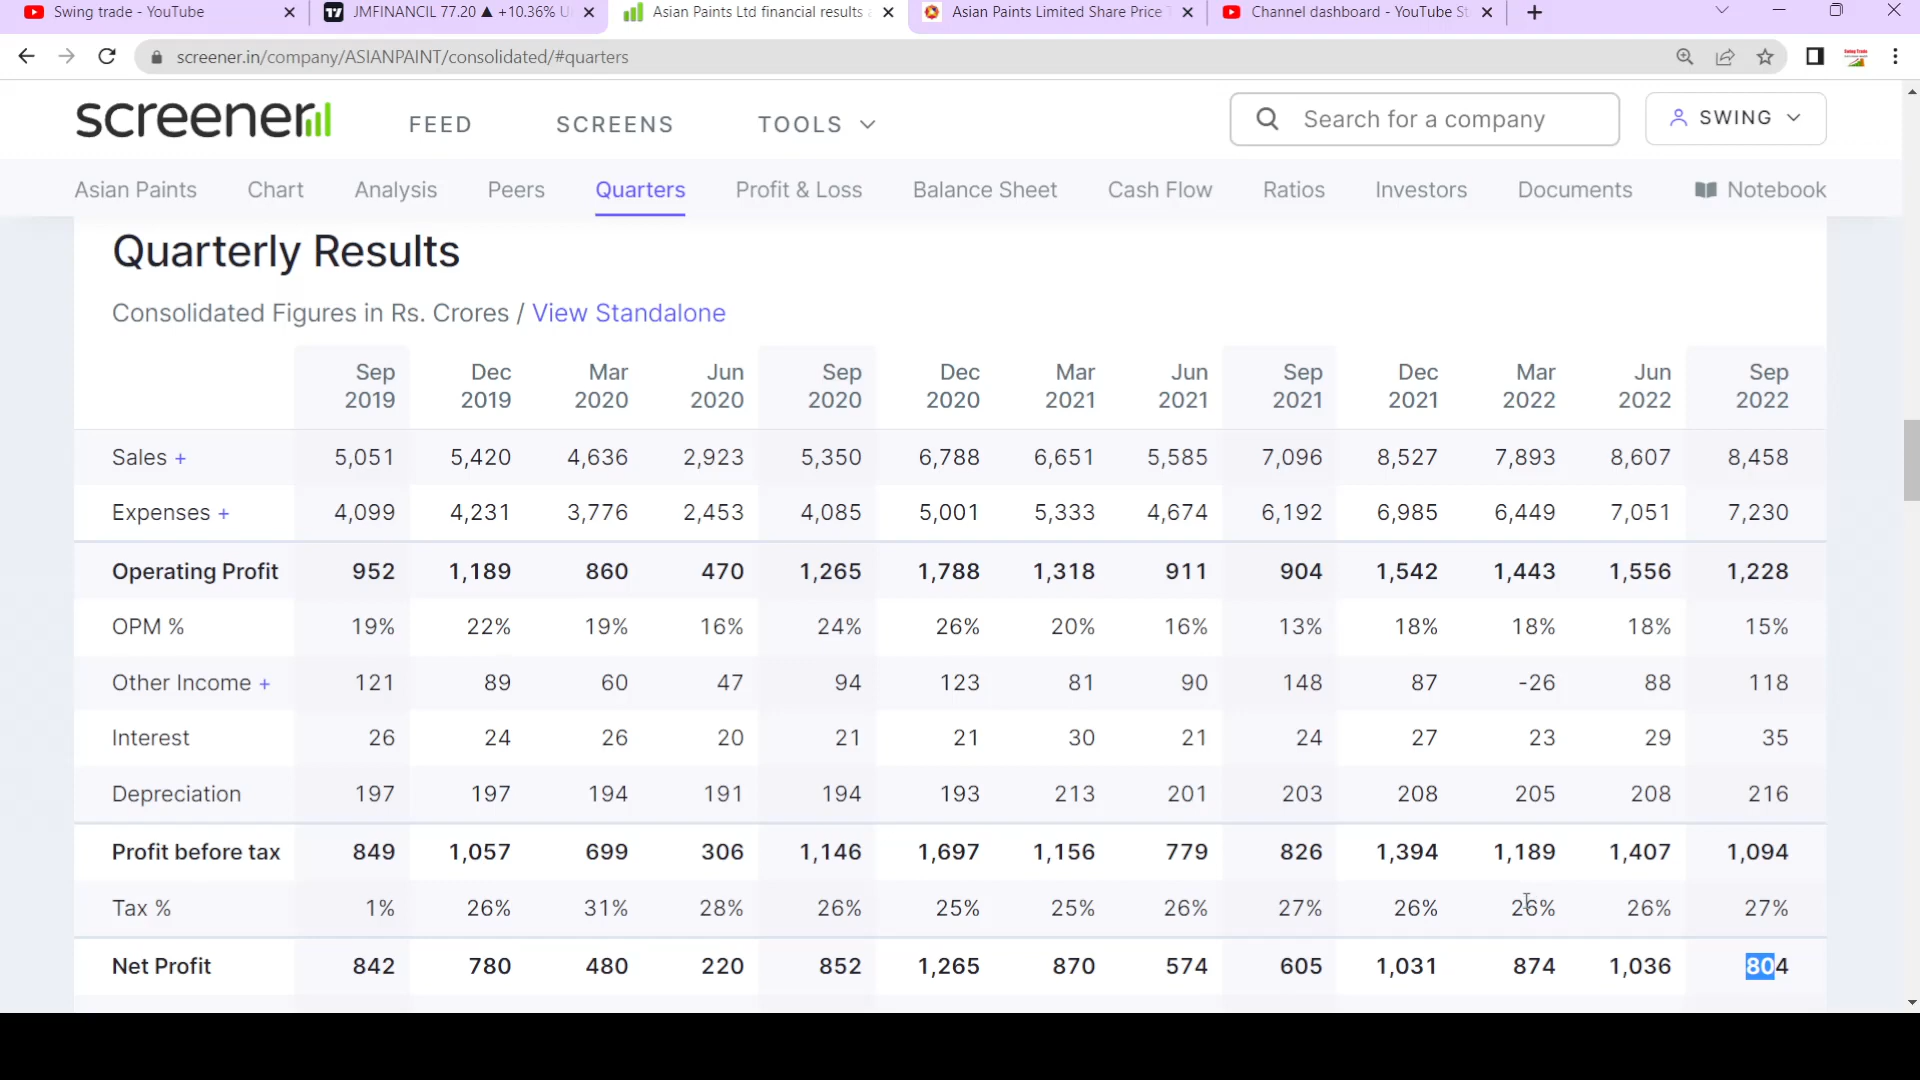 Swing trade - YouTube
JMFINANCIL 77.20 ▲ +10.36% U
Asian Paints Ltd financial results a
Asian Paints Limited Share Price T
Channel dashboard - YouTube St
screener.in/company/ASIANPAINT/consolidated/#quarters
screener
FEED SCREENS TOOLS
Search for a company
SWING
Asian Paints Chart Analysis Peers Quarters Profit & Loss Balance Sheet Cash Flow Ratios Investors Documents Notebook
Quarterly Results
Consolidated Figures in Rs. Crores / View Standalone
Sep Dec Mar Jun Sep Dec Mar Jun Sep Dec Mar Jun Sep
2019 2019 2020 2020 2020 2020 2021 2021 2021 2021 2022 2022 2022
Sales + 5,051 5,420 4,636 2,923 5,350 6,788 6,651 5,585 7,096 8,527 7,893 8,607 8,458
Expenses + 4,099 4,231 3,776 2,453 4,085 5,001 5,333 4,674 6,192 6,985 6,449 7,051 7,230
Operating Profit 952 1,189 860 470 1,265 1,788 1,318 911 904 1,542 1,443 1,556 1,228
OPM % 19% 22% 19% 16% 24% 26% 20% 16% 13% 18% 18% 18% 15%
Other Income + 121 89 60 47 94 123 81 90 148 87 -26 88 118
Interest 26 24 26 20 21 21 30 21 24 27 23 29 35
Depreciation 197 197 194 191 194 193 213 201 203 208 205 208 216
Profit before tax 849 1,057 699 306 1,146 1,697 1,156 779 826 1,394 1,189 1,407 1,094
Tax % 1% 26% 31% 28% 26% 25% 25% 26% 27% 26% 26% 26% 27%
Net Profit 842 780 480 220 852 1,265 870 574 605 1,031 874 1,036 804